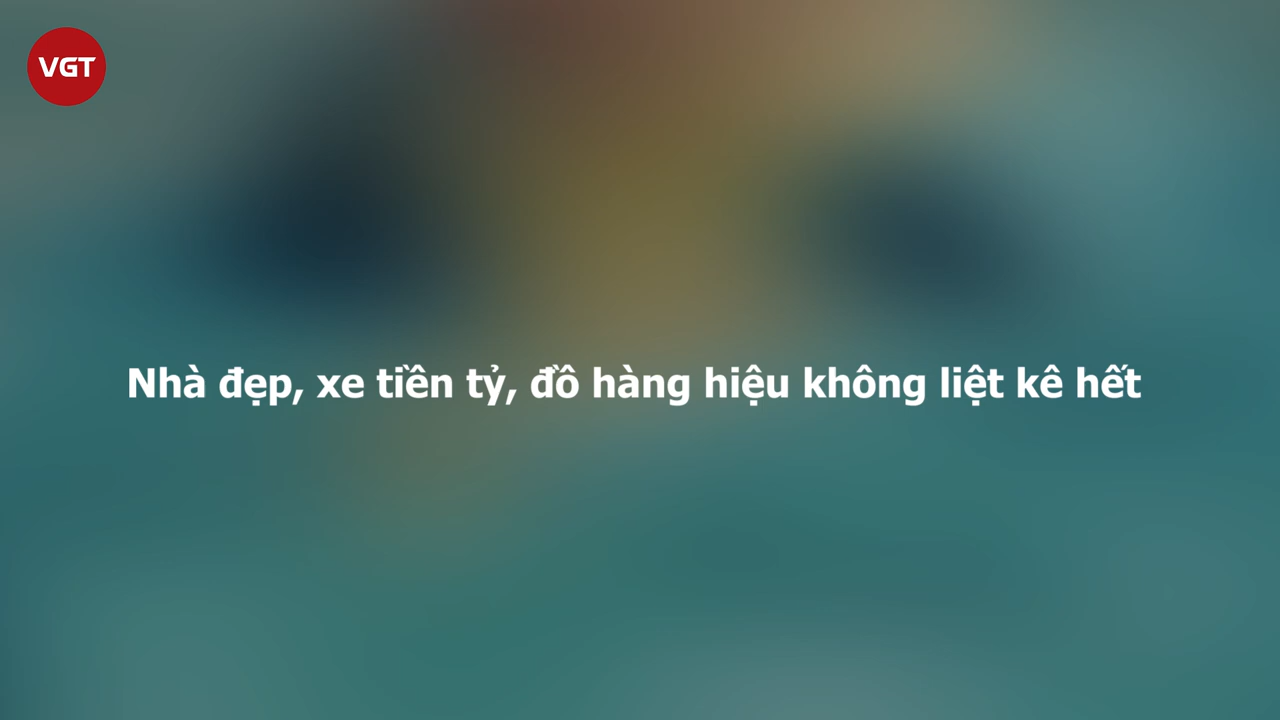 VGT
Nhà đẹp, xe tiền tỷ, đồ hàng hiệu không liệt kê hết